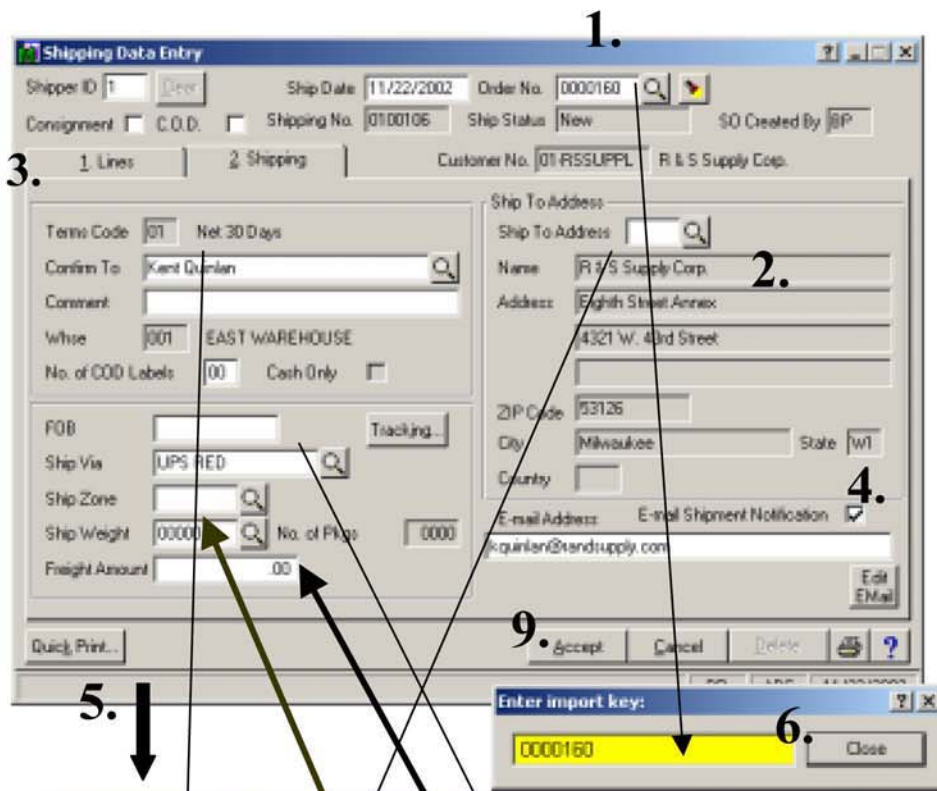 1.
Shipping Data Entry
Shipper ID 1 Clear Ship Date 11/22/2002 Order No. 0000160
Consignment C.O.D. Shipping No. 0100106 Ship Status New SO Created By BP
3. 1. Lines 2. Shipping Customer No. 01-RSSUPPL R & S Supply Corp.
Terms Code 01 Net 30 Days
Confirm To Kent Quinlan
Comment
Whse 001 EAST WAREHOUSE
No. of COD Labels 00 Cash Only
FOB Tracking...
Ship Via UPS RED
Ship Zone
Ship Weight 00000 No. of Pkgs 0000
Freight Amount .00
Ship To Address
Ship To Address
2.
Name R & S Supply Corp.
Address Eighth Street Annex
4321 W. 43rd Street
ZIP Code 53126
City Milwaukee State WI
Country
4.
E-mail Address E-mail Shipment Notification
kquinlan@randsupply.com
Edit
EMail
Quick Print... 9. Accept Cancel Delete ?
5.
Enter import key:
0000160 6. Close